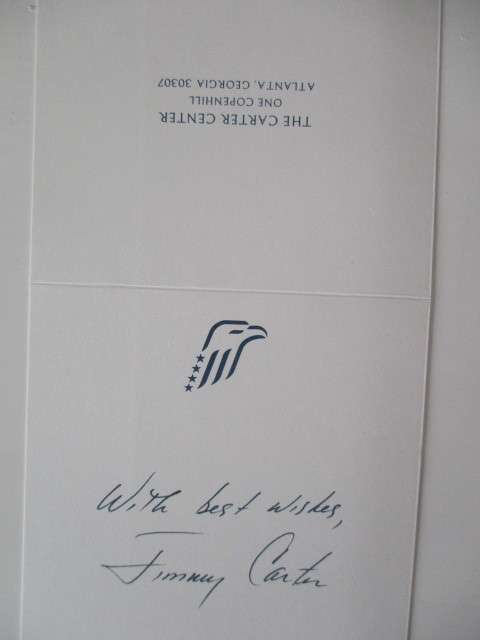 THE CARTER CENTER
ONE COPENHILL
ATLANTA, GEORGIA 30307
With best wishes,
Jimmy Carter